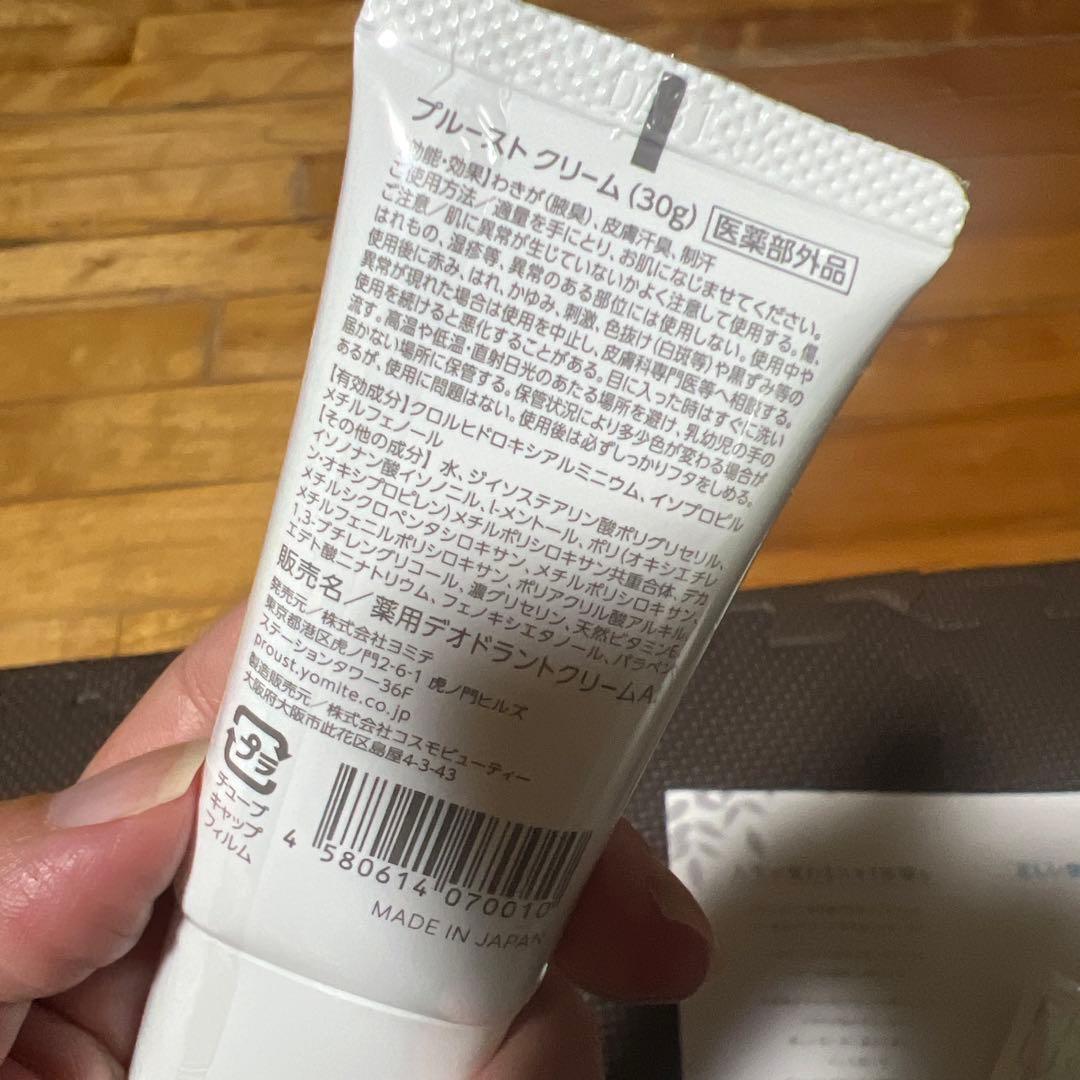 プルースト クリーム(30g) 医薬部外品
効能・効果】わきが(腋臭)、皮膚汗臭、制汗
ご使用方法／適量を手にとり、お肌になじませてください。
ご注意／肌に異常が生じていないかよく注意して使用する。傷、
はれもの、湿疹等、異常のある部位には使用しない。使用中や
使用後に赤み、はれ、かゆみ、刺激、色抜け(白斑等)や黒ずみ等の
異常が現れた場合は使用を中止し、皮膚科専門医等へ相談する。
使用を続けると悪化することがある。目に入った時はすぐに洗い
流す。高温や低温・直射日光のあたる場所を避け、乳幼児の手の
届かない場所に保管する。保管状況により多少色が変わる場合が
あるが、使用に問題はない。使用後は必ずしっかりフタをしめる。
【有効成分】クロルヒドロキシアルミニウム、イソプロピル
メチルフェノール
【その他の成分】水、ジイソステアリン酸ポリグリセリル、
イソノナン酸イソノニル、l-メントール、ポリ(オキシエチレ
ン・オキシプロピレン)メチルポリシロキサン共重合体、デカ
メチルシクロペンタシロキサン、メチルポリシロキサン、
メチルフェニルポリシロキサン、ポリアクリル酸アルキル、
1,3-ブチレングリコール、濃グリセリン、天然ビタミンE、
エデト酸二ナトリウム、フェノキシエタノール、パラベン
販売名／薬用デオドラントクリームA
発売元／株式会社ヨミテ
東京都港区虎ノ門2-6-1 虎ノ門ヒルズ
ステーションタワー36F
proust.yomite.co.jp
製造販売元／株式会社コスモビューティー
大阪府大阪市此花区島屋4-3-43
プラ
チューブ
キャップ
フィルム
4 580614 070010
MADE IN JAPAN